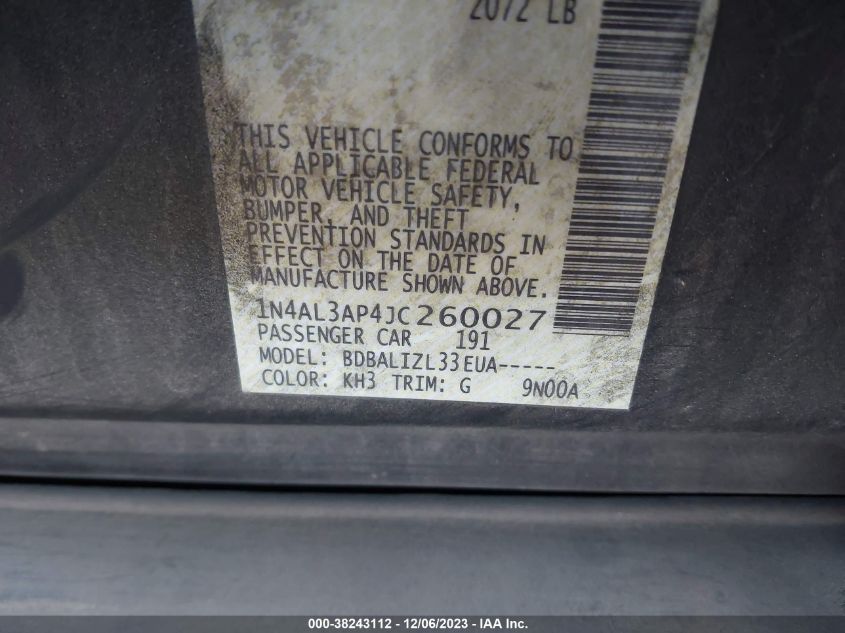 2072 LB
THIS VEHICLE CONFORMS TO
ALL APPLICABLE FEDERAL
MOTOR VEHICLE SAFETY,
BUMPER, AND THEFT
PREVENTION STANDARDS IN
EFFECT ON THE DATE OF
MANUFACTURE SHOWN ABOVE.
1N4AL3AP4JC260027
PASSENGER CAR 191
MODEL: BDBALIZL33EUA-----
COLOR: KH3 TRIM: G 9N00A
000-38243112 - 12/06/2023 - IAA Inc.